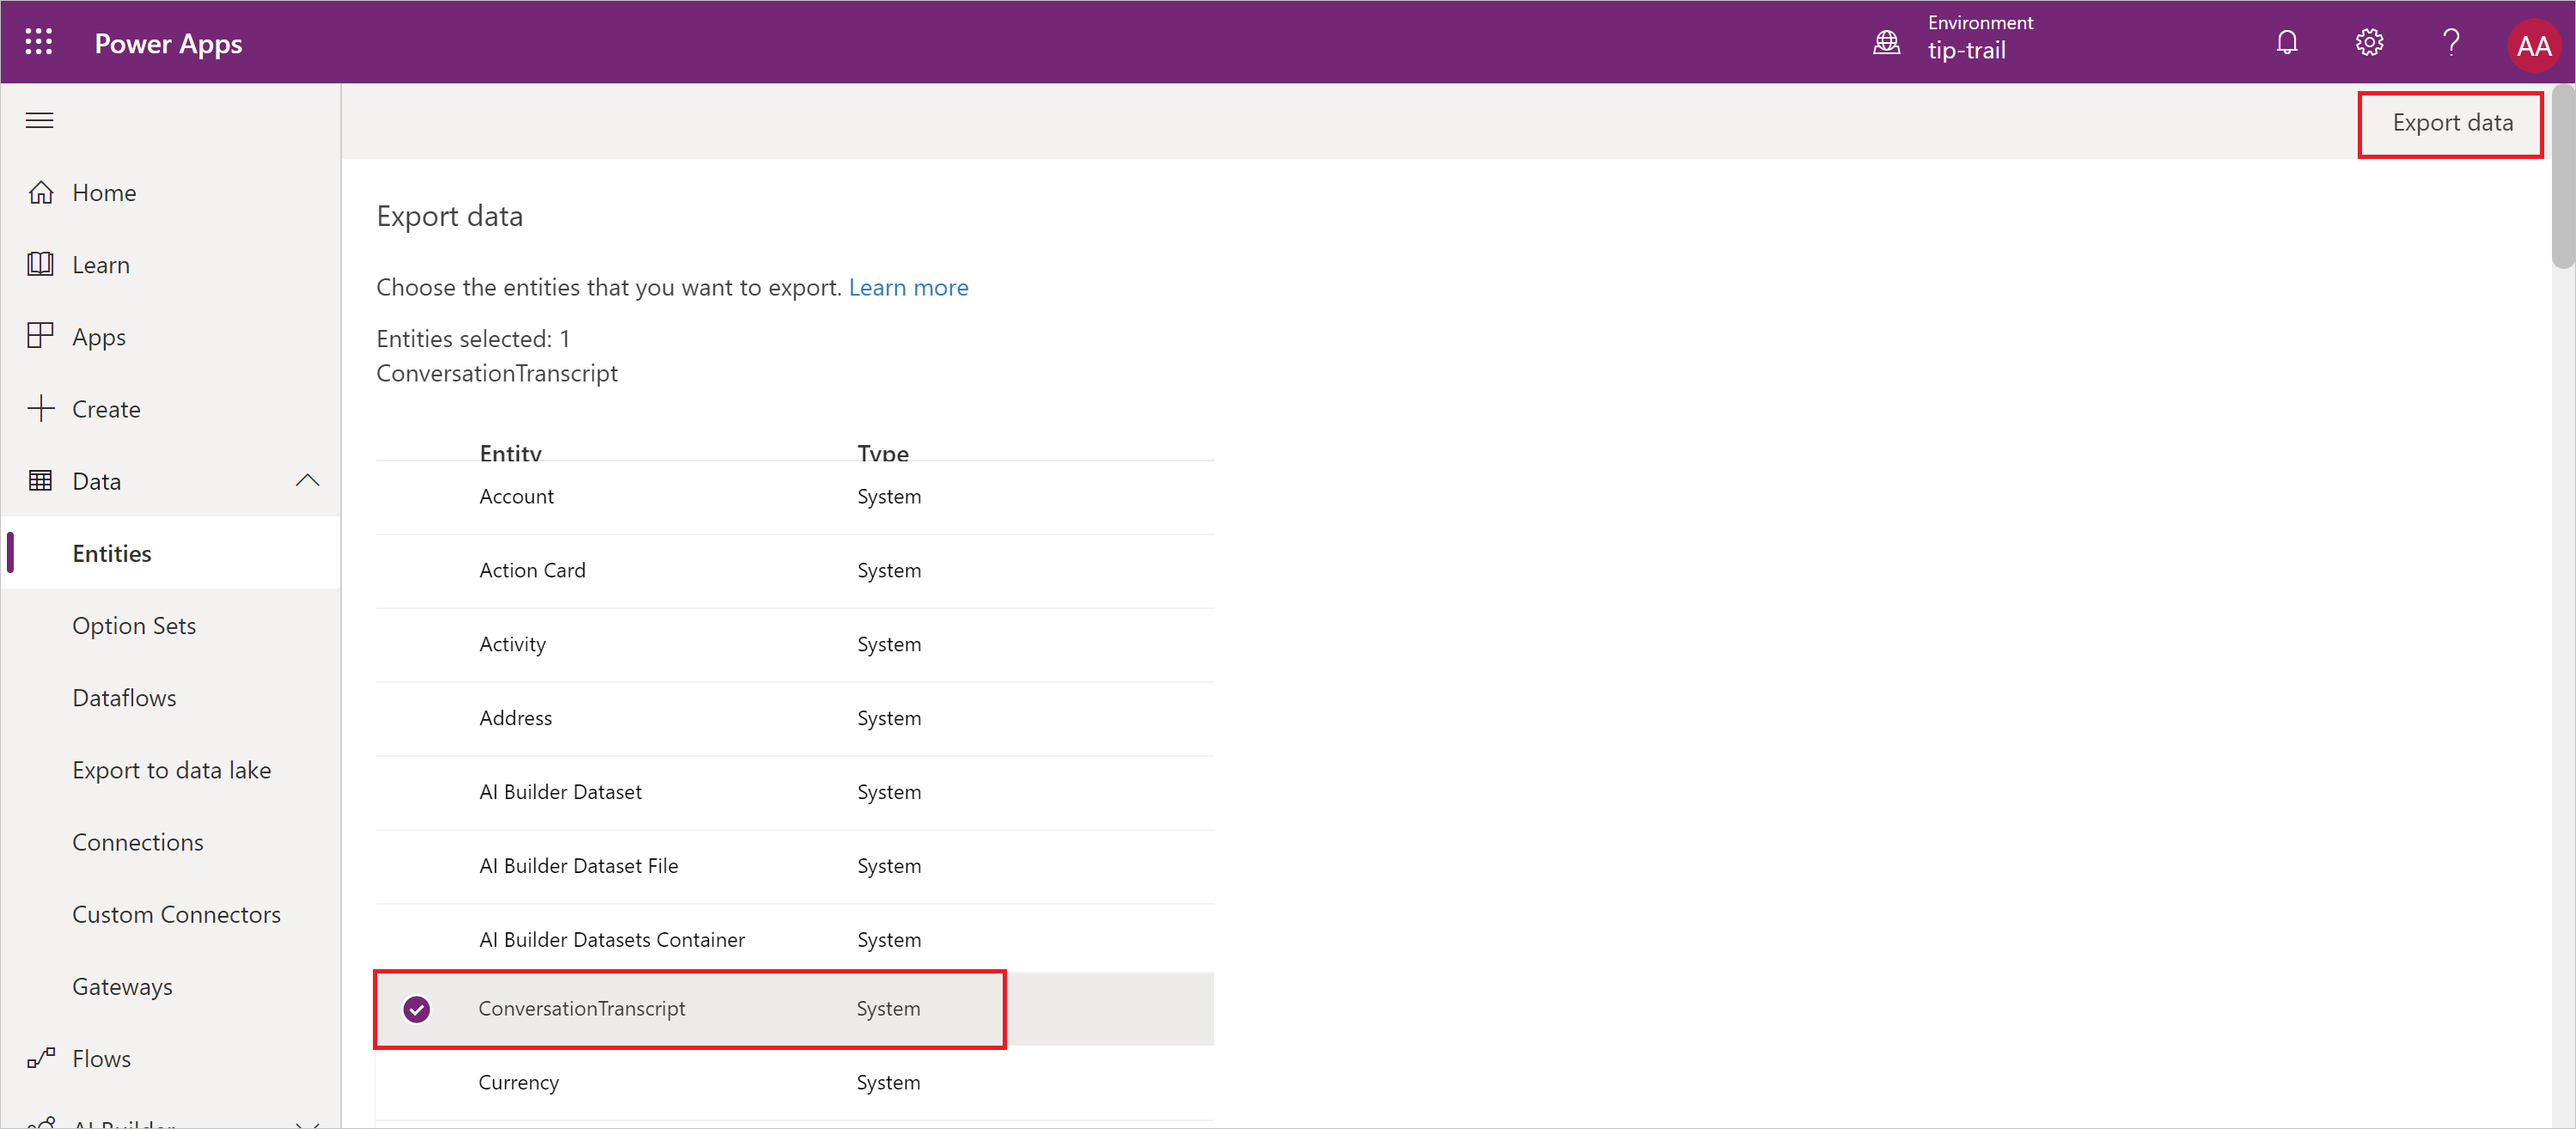 Power Apps
Environment
tip-trail
?
AA
Export data
Home
Learn
Apps
Create
Data
Entities
Option Sets
Dataflows
Export to data lake
Connections
Custom Connectors
Gateways
Flows
AI Builder
Export data
Choose the entities that you want to export. Learn more
Entities selected: 1
ConversationTranscript
Entity Type
Account System
Action Card System
Activity System
Address System
AI Builder Dataset System
AI Builder Dataset File System
AI Builder Datasets Container System
ConversationTranscript System
Currency System